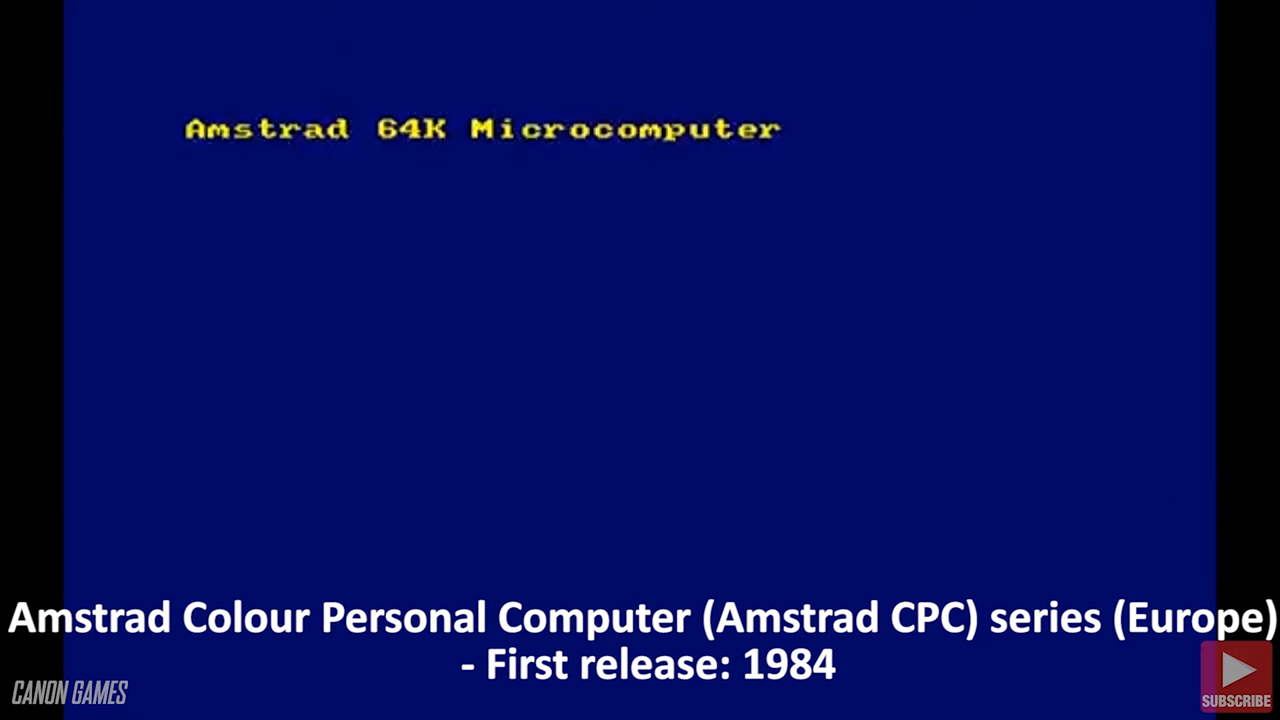 Amstrad 64K Microcomputer
Amstrad Colour Personal Computer (Amstrad CPC) series (Europe)
- First release: 1984
CANON GAMES
SUBSCRIBE